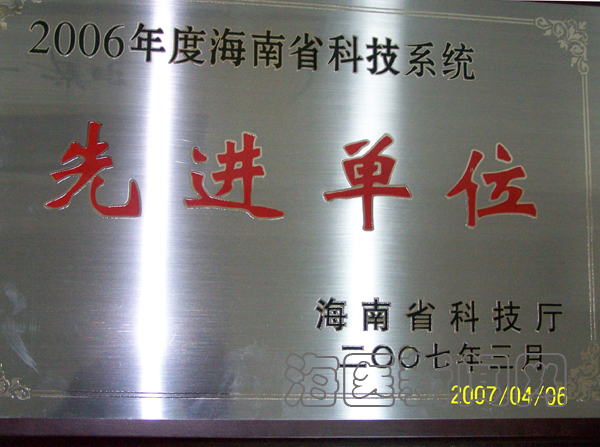 2006年度海南省科技系统
先进单位
海南省科技厅
二〇〇七年三月
2007/04/06